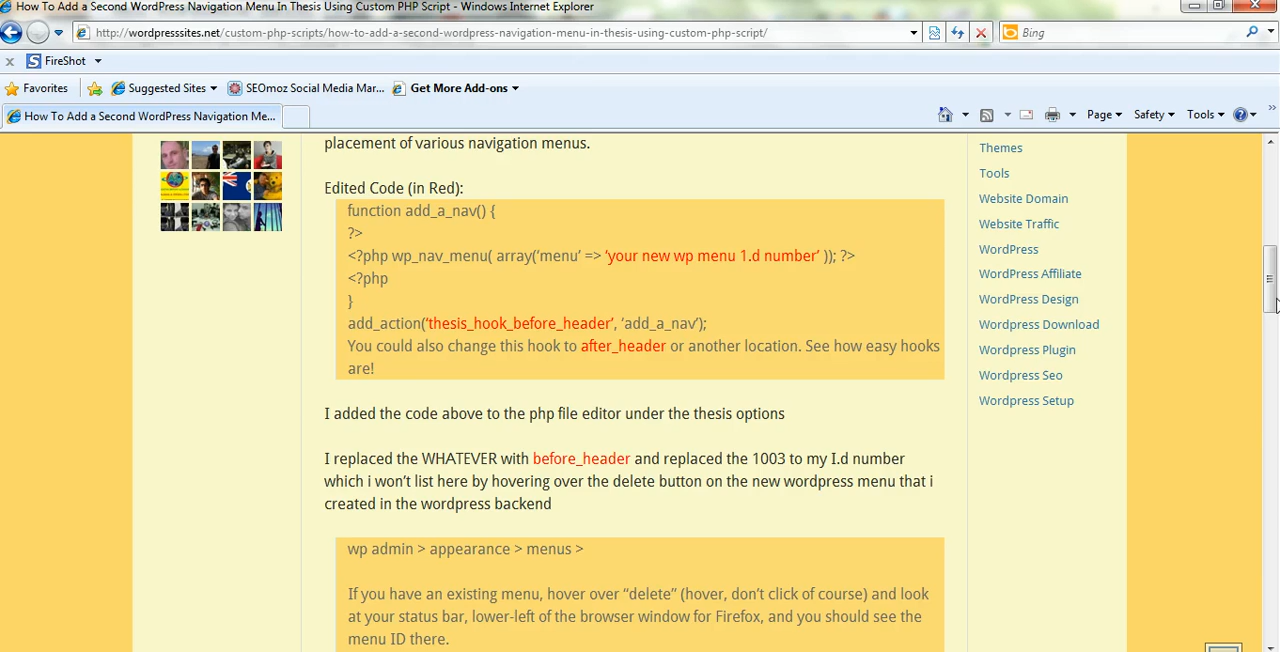 How To Add a Second WordPress Navigation Menu In Thesis Using Custom PHP Script - Windows Internet Explorer
http://wordpresssites.net/custom-php-scripts/how-to-add-a-second-wordpress-navigation-menu-in-thesis-using-custom-php-script/
Bing
x S FireShot
Favorites Suggested Sites SEOmoz Social Media Mar... Get More Add-ons
How To Add a Second WordPress Navigation Me...
Page Safety Tools
placement of various navigation menus.
Edited Code (in Red):
function add_a_nav() {
?>
<?php wp_nav_menu( array(‘menu’ => ‘your new wp menu 1.d number’ )); ?>
<?php
}
add_action(‘thesis_hook_before_header’, ‘add_a_nav’);
You could also change this hook to after_header or another location. See how easy hooks
are!
I added the code above to the php file editor under the thesis options
I replaced the WHATEVER with before_header and replaced the 1003 to my I.d number
which i won’t list here by hovering over the delete button on the new wordpress menu that i
created in the wordpress backend
wp admin > appearance > menus >
If you have an existing menu, hover over “delete” (hover, don’t click of course) and look
at your status bar, lower-left of the browser window for Firefox, and you should see the
menu ID there.
Themes
Tools
Website Domain
Website Traffic
WordPress
WordPress Affiliate
WordPress Design
Wordpress Download
Wordpress Plugin
Wordpress Seo
Wordpress Setup